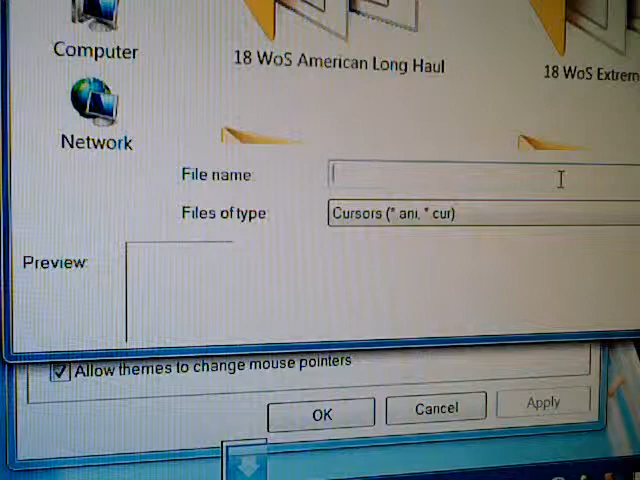 Computer
18 WoS American Long Haul
18 WoS Extrem
Network
File name:
Files of type:
Cursors (*.ani, *.cur)
Preview:
Allow themes to change mouse pointers
OK
Cancel
Apply